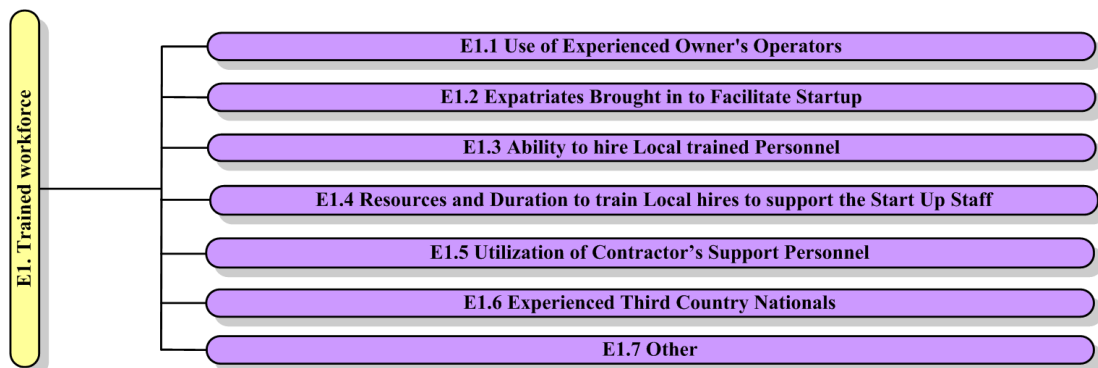 E1. Trained workforce
E1.1 Use of Experienced Owner's Operators
E1.2 Expatriates Brought in to Facilitate Startup
E1.3 Ability to hire Local trained Personnel
E1.4 Resources and Duration to train Local hires to support the Start Up Staff
E1.5 Utilization of Contractor’s Support Personnel
E1.6 Experienced Third Country Nationals
E1.7 Other